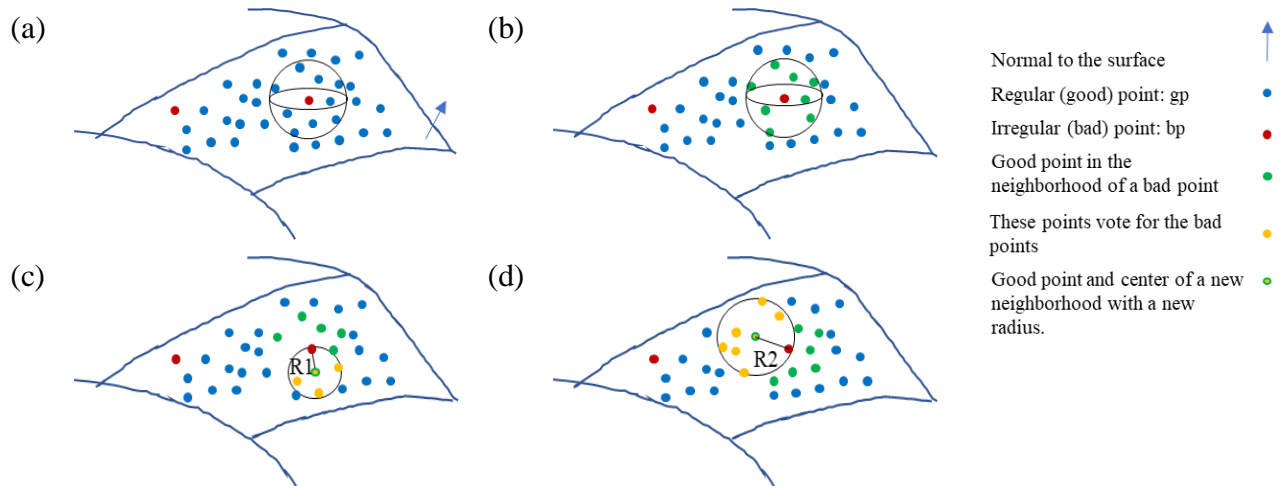 (a)
(b)
Normal to the surface
Regular (good) point: gp
Irregular (bad) point: bp
Good point in the
neighborhood of a bad point
These points vote for the bad
points
Good point and center of a new
neighborhood with a new
radius.
(c)
R1
(d)
R2